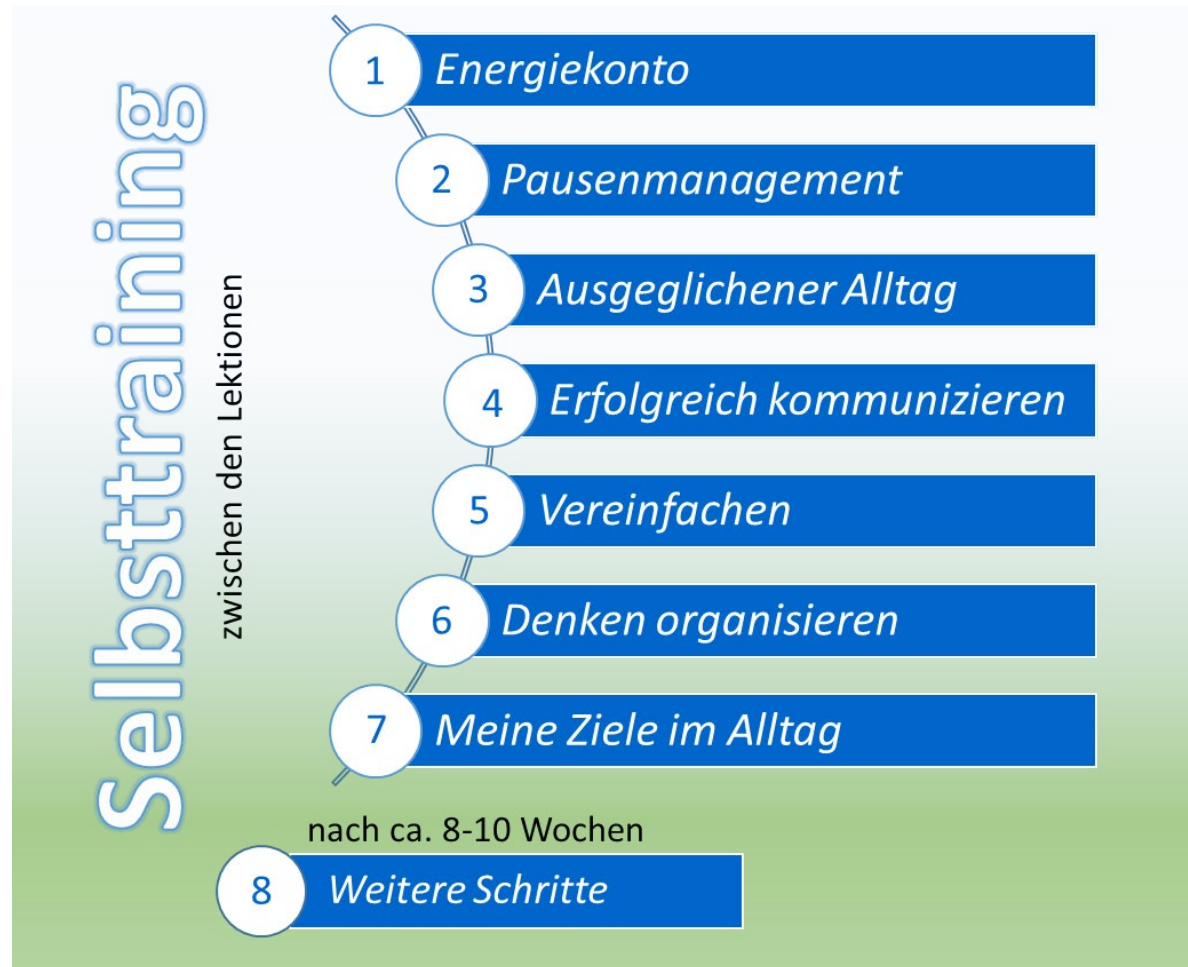 Selbsttraining
zwischen den Lektionen
1 Energiekonto
2 Pausenmanagement
3 Ausgeglichener Alltag
4 Erfolgreich kommunizieren
5 Vereinfachen
6 Denken organisieren
7 Meine Ziele im Alltag
nach ca. 8-10 Wochen
8 Weitere Schritte